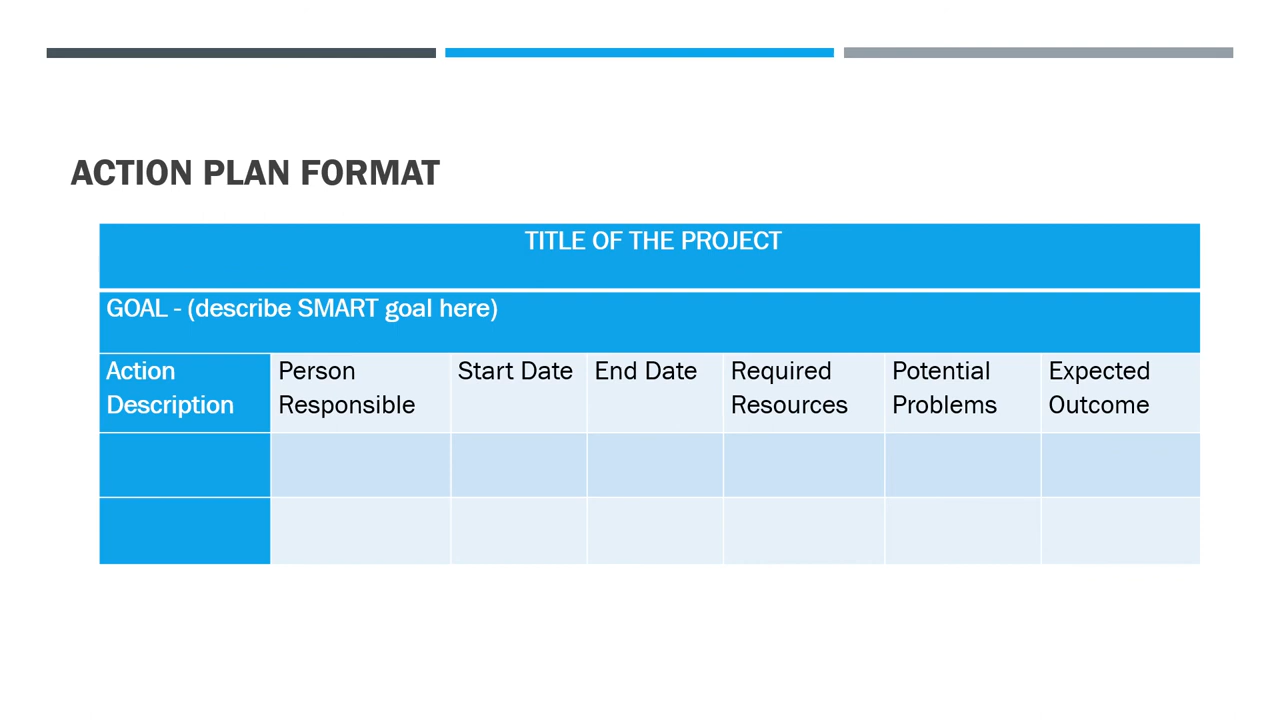 ACTION PLAN FORMAT
TITLE OF THE PROJECT
GOAL - (describe SMART goal here)
Action Description
Person Responsible
Start Date
End Date
Required Resources
Potential Problems
Expected Outcome